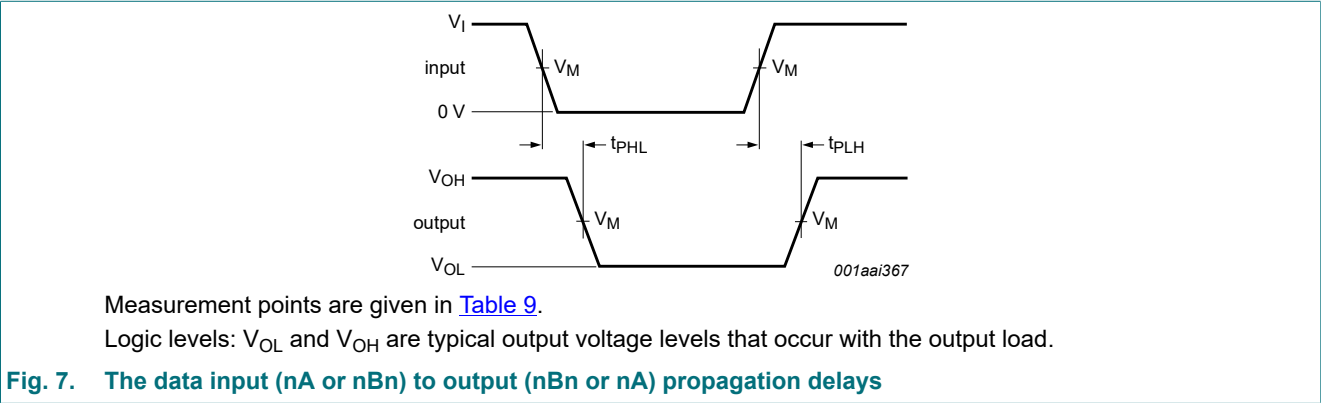 V_I
input
V_M
V_M
0 V
t_PHL
t_PLH
V_OH
output
V_M
V_M
V_OL
001aai367
Measurement points are given in Table 9.
Logic levels: V_OL and V_OH are typical output voltage levels that occur with the output load.
Fig. 7. The data input (nA or nBn) to output (nBn or nA) propagation delays